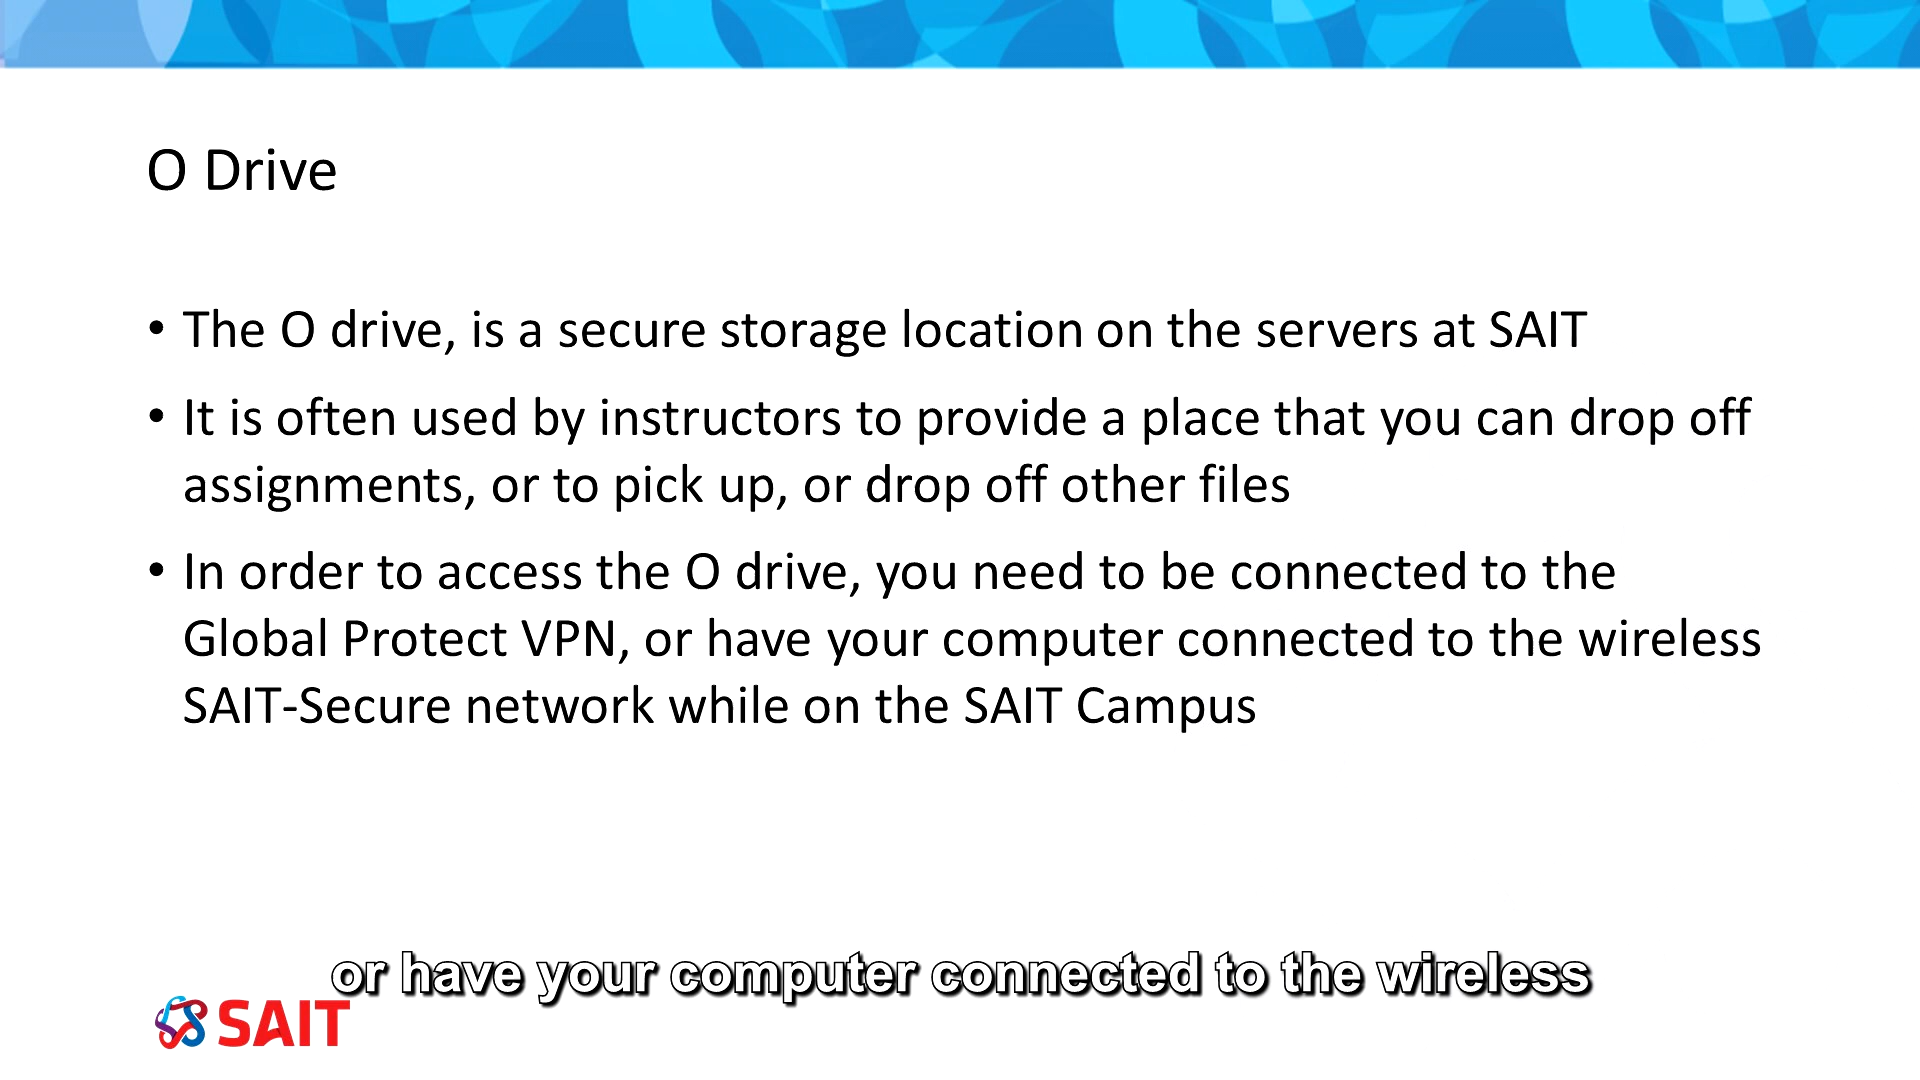 O Drive
• The O drive, is a secure storage location on the servers at SAIT
• It is often used by instructors to provide a place that you can drop off
assignments, or to pick up, or drop off other files
• In order to access the O drive, you need to be connected to the
Global Protect VPN, or have your computer connected to the wireless
SAIT-Secure network while on the SAIT Campus
or have your computer connected to the wireless
SAIT